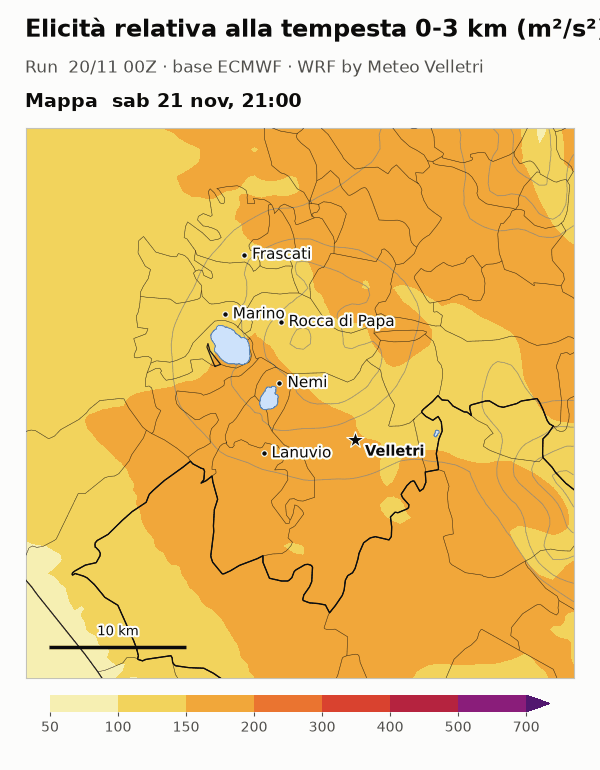 Elicità relativa alla tempesta 0-3 km (m²/s²)
Run 20/11 00Z · base ECMWF · WRF by Meteo Velletri
Mappa sab 21 nov, 21:00
Frascati
Marino
Rocca di Papa
Nemi
Velletri
Lanuvio
10 km
50 100 150 200 300 400 500 700